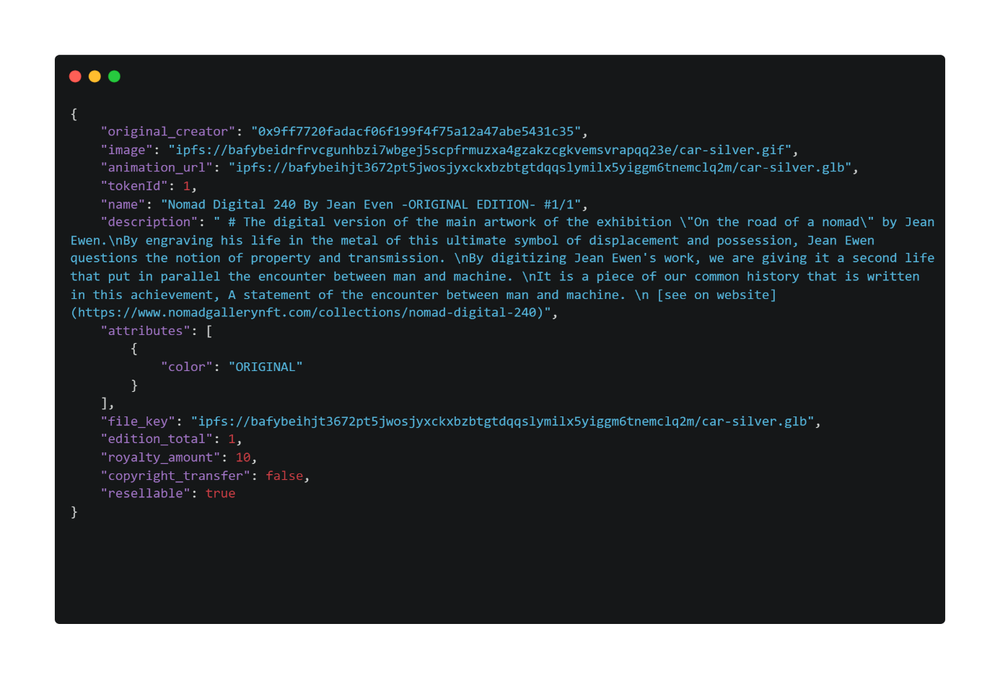 {
    "original_creator": "0x9ff7720fadacf06f199f4f75a12a47abe5431c35",
    "image": "ipfs://bafybeidrfrvcgunhbzi7wbgej5scpfrmuzxa4gzakzcgkvemsvrapqq23e/car-silver.gif",
    "animation_url": "ipfs://bafybeihjt3672pt5jwosjyxckxbzbtgtdqqslymilx5yiggm6tnemclq2m/car-silver.glb",
    "tokenId": 1,
    "name": "Nomad Digital 240 By Jean Even -ORIGINAL EDITION- #1/1",
    "description": " # The digital version of the main artwork of the exhibition \"On the road of a nomad\" by Jean
Ewen.\nBy engraving his life in the metal of this ultimate symbol of displacement and possession, Jean Ewen
questions the notion of property and transmission. \nBy digitizing Jean Ewen's work, we are giving it a second life
that put in parallel the encounter between man and machine. \nIt is a piece of our common history that is written
in this achievement, A statement of the encounter between man and machine. \n [see on website]
(https://www.nomadgallerynft.com/collections/nomad-digital-240)",
    "attributes": [
        {
            "color": "ORIGINAL"
        }
    ],
    "file_key": "ipfs://bafybeihjt3672pt5jwosjyxckxbzbtgtdqqslymilx5yiggm6tnemclq2m/car-silver.glb",
    "edition_total": 1,
    "royalty_amount": 10,
    "copyright_transfer": false,
    "resellable": true
}